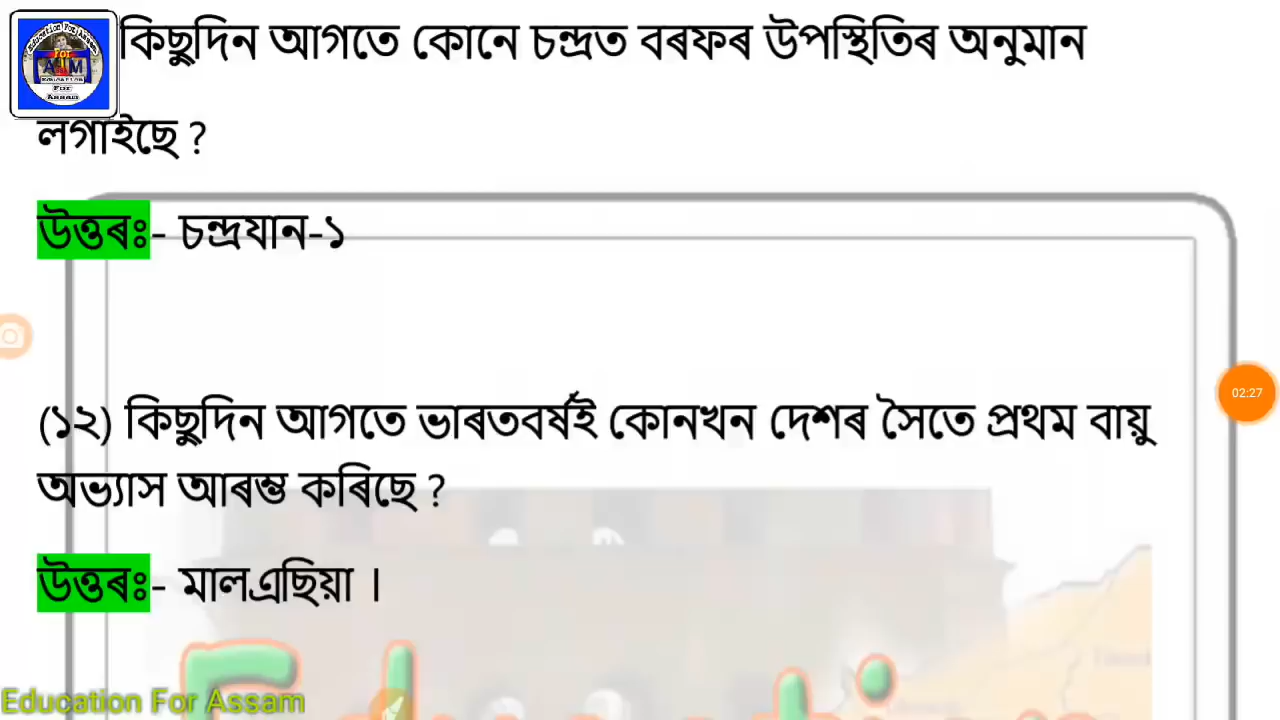 কিছুদিন আগতে কোনে চন্দ্ৰত বৰফৰ উপস্থিতিৰ অনুমান
লগাইছে ?
উত্তৰঃ- চন্দ্ৰযান-১
02:27
(১২) কিছুদিন আগতে ভাৰতবৰ্ষই কোনখন দেশৰ সৈতে প্ৰথম বায়ু
অভ্যাস আৰম্ভ কৰিছে ?
উত্তৰঃ- মালএছিয়া ।
Education For Assam